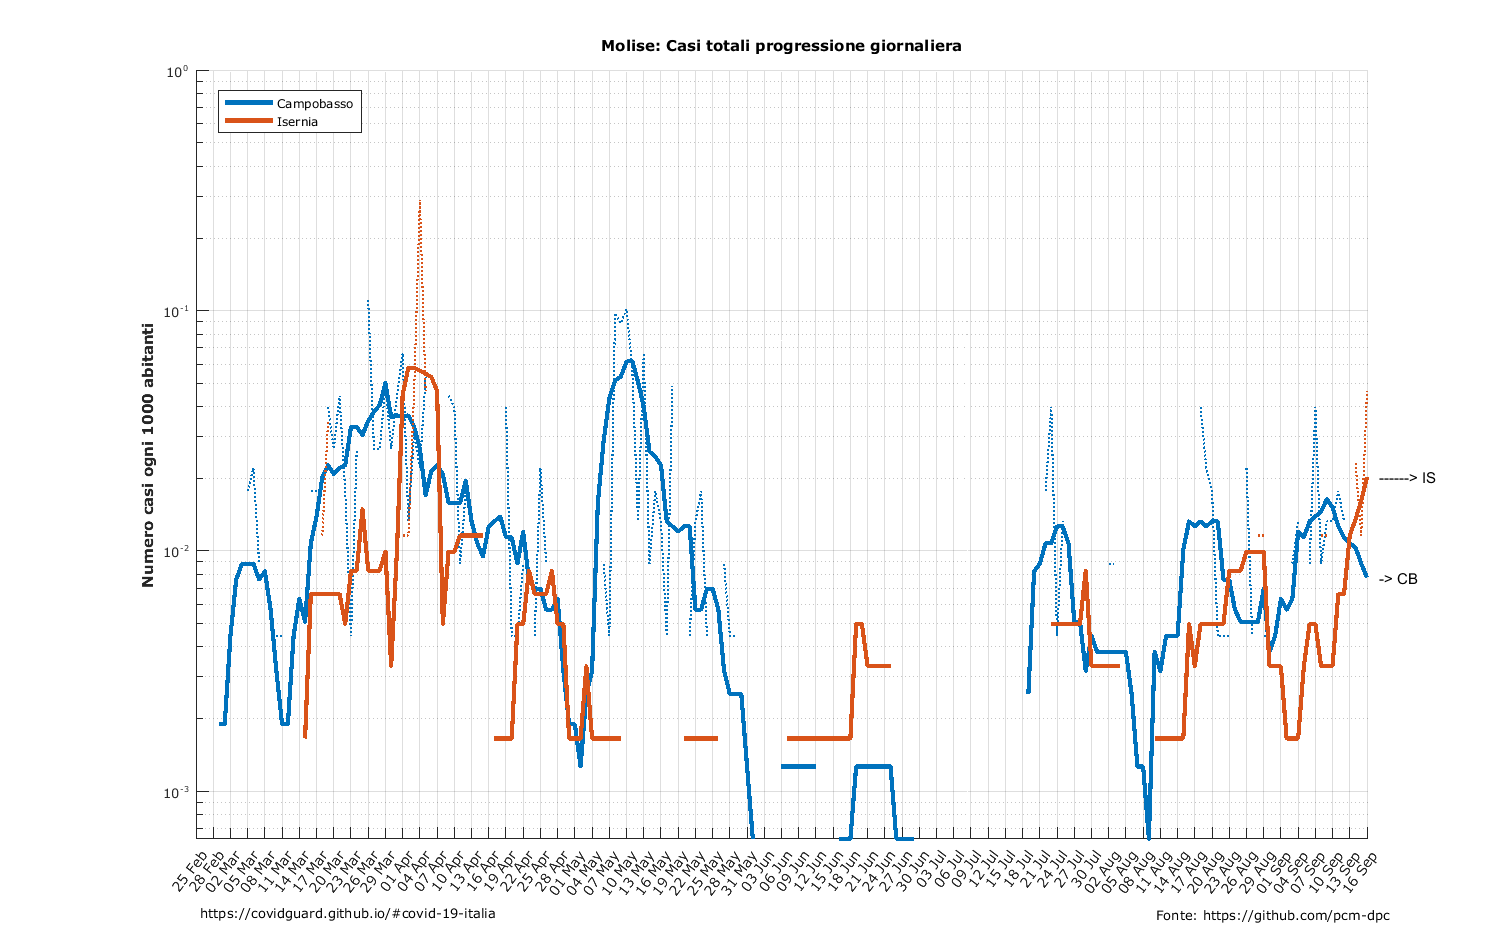 Molise: Casi totali progressione giornaliera
Campobasso
Isernia
Numero casi ogni 1000 abitanti
10^0
10^-1
10^-2
10^-3
------> IS
-> CB
25 Feb
28 Feb
02 Mar
05 Mar
08 Mar
11 Mar
14 Mar
17 Mar
20 Mar
23 Mar
26 Mar
29 Mar
01 Apr
04 Apr
07 Apr
10 Apr
13 Apr
16 Apr
19 Apr
22 Apr
25 Apr
28 Apr
01 May
04 May
07 May
10 May
13 May
16 May
19 May
22 May
25 May
28 May
31 May
03 Jun
06 Jun
09 Jun
12 Jun
15 Jun
18 Jun
21 Jun
24 Jun
27 Jun
30 Jun
03 Jul
06 Jul
09 Jul
12 Jul
15 Jul
18 Jul
21 Jul
24 Jul
27 Jul
30 Jul
02 Aug
05 Aug
08 Aug
11 Aug
14 Aug
17 Aug
20 Aug
23 Aug
26 Aug
29 Aug
01 Sep
04 Sep
07 Sep
10 Sep
13 Sep
16 Sep
https://covidguard.github.io/#covid-19-italia
Fonte: https://github.com/pcm-dpc